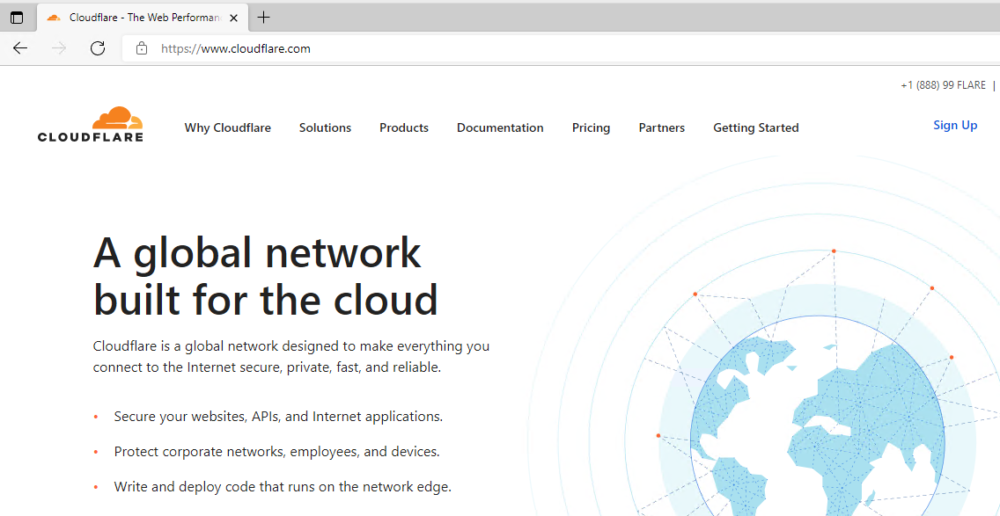 Cloudflare - The Web Performan
https://www.cloudflare.com
+1 (888) 99 FLARE |
CLOUDFLARE
Why Cloudflare Solutions Products Documentation Pricing Partners Getting Started Sign Up
A global network
built for the cloud
Cloudflare is a global network designed to make everything you
connect to the Internet secure, private, fast, and reliable.
• Secure your websites, APIs, and Internet applications.
• Protect corporate networks, employees, and devices.
• Write and deploy code that runs on the network edge.